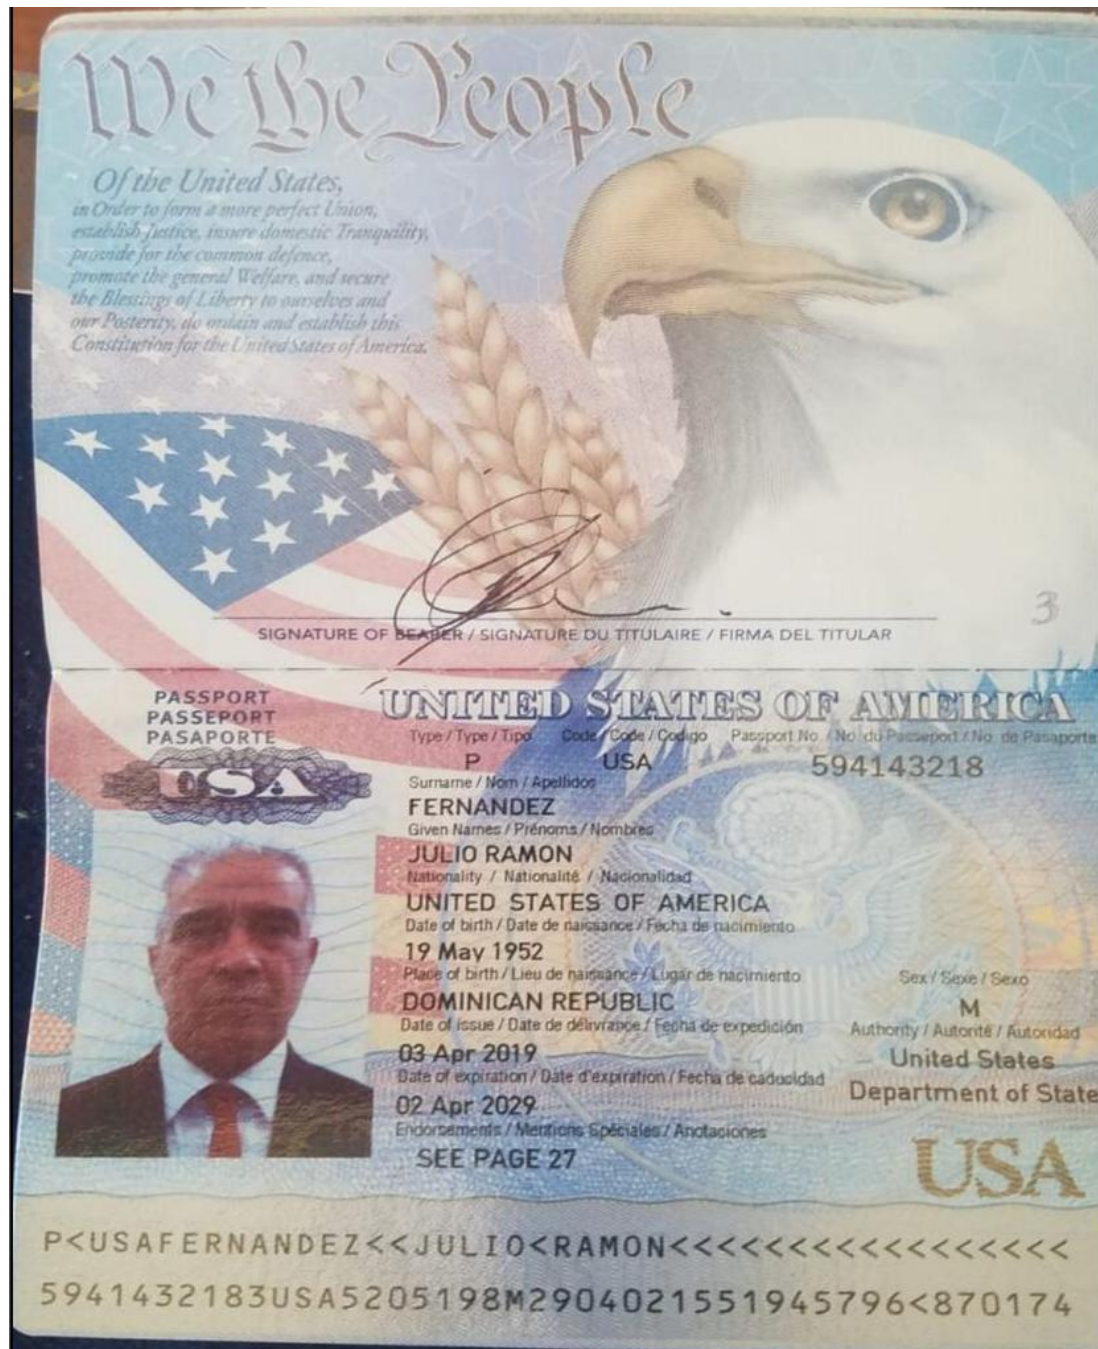 We the People
Of the United States,
in Order to form a more perfect Union,
establish Justice, insure domestic Tranquility,
provide for the common defence,
promote the general Welfare, and secure
the Blessings of Liberty to ourselves and
our Posterity, do ordain and establish this
Constitution for the United States of America.
3
SIGNATURE OF BEARER / SIGNATURE DU TITULAIRE / FIRMA DEL TITULAR
PASSPORT
PASSEPORT
PASAPORTE
USA
UNITED STATES OF AMERICA
Type / Type / Tipo Code / Code / Codigo Passport No. / No. du Passeport / No. de Pasaporte
P USA 594143218
Surname / Nom / Apellidos
FERNANDEZ
Given Names / Prénoms / Nombres
JULIO RAMON
Nationality / Nationalité / Nacionalidad
UNITED STATES OF AMERICA
Date of birth / Date de naissance / Fecha de nacimiento
19 May 1952
Place of birth / Lieu de naissance / Lugar de nacimiento Sex / Sexe / Sexo
DOMINICAN REPUBLIC M
Date of issue / Date de délivrance / Fecha de expedición Authority / Autorité / Autoridad
03 Apr 2019 United States
Date of expiration / Date d'expiration / Fecha de caducidad Department of State
02 Apr 2029
Endorsements / Mentions Spéciales / Anotaciones
SEE PAGE 27
USA
P<USAFERNANDEZ<<JULIO<RAMON<<<<<<<<<<<<<<<<<
5941432183USA5205198M2904021551945796<870174